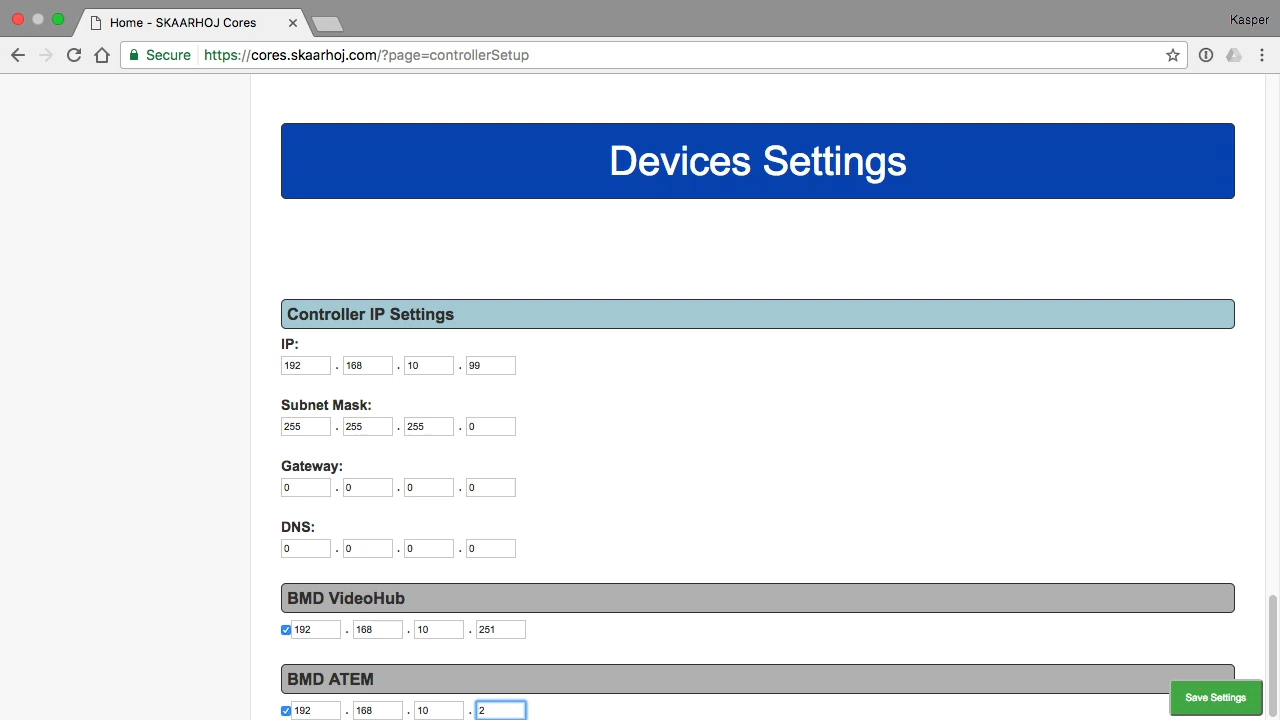 Home - SKAARHOJ Cores
Kasper
Secure https://cores.skaarhoj.com/?page=controllerSetup
Devices Settings
Controller IP Settings
IP:
192 . 168 . 10 . 99
Subnet Mask:
255 . 255 . 255 . 0
Gateway:
0 . 0 . 0 . 0
DNS:
0 . 0 . 0 . 0
BMD VideoHub
192 . 168 . 10 . 251
BMD ATEM
192 . 168 . 10 . 2
Save Settings